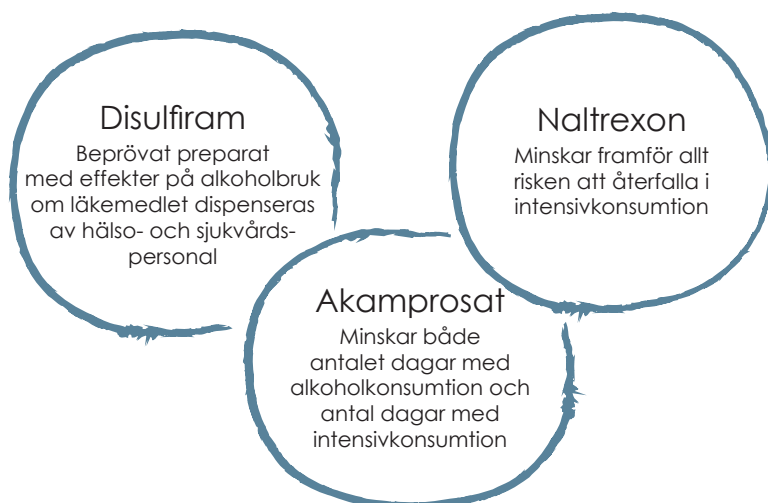 Disulfiram
Beprövat preparat
med effekter på alkoholbruk
om läkemedlet dispenseras
av hälso- och sjukvårds-
personal
Naltrexon
Minskar framför allt
risken att återfalla i
intensivkonsumtion
Akamprosat
Minskar både
antalet dagar med
alkoholkonsumtion och
antal dagar med
intensivkonsumtion